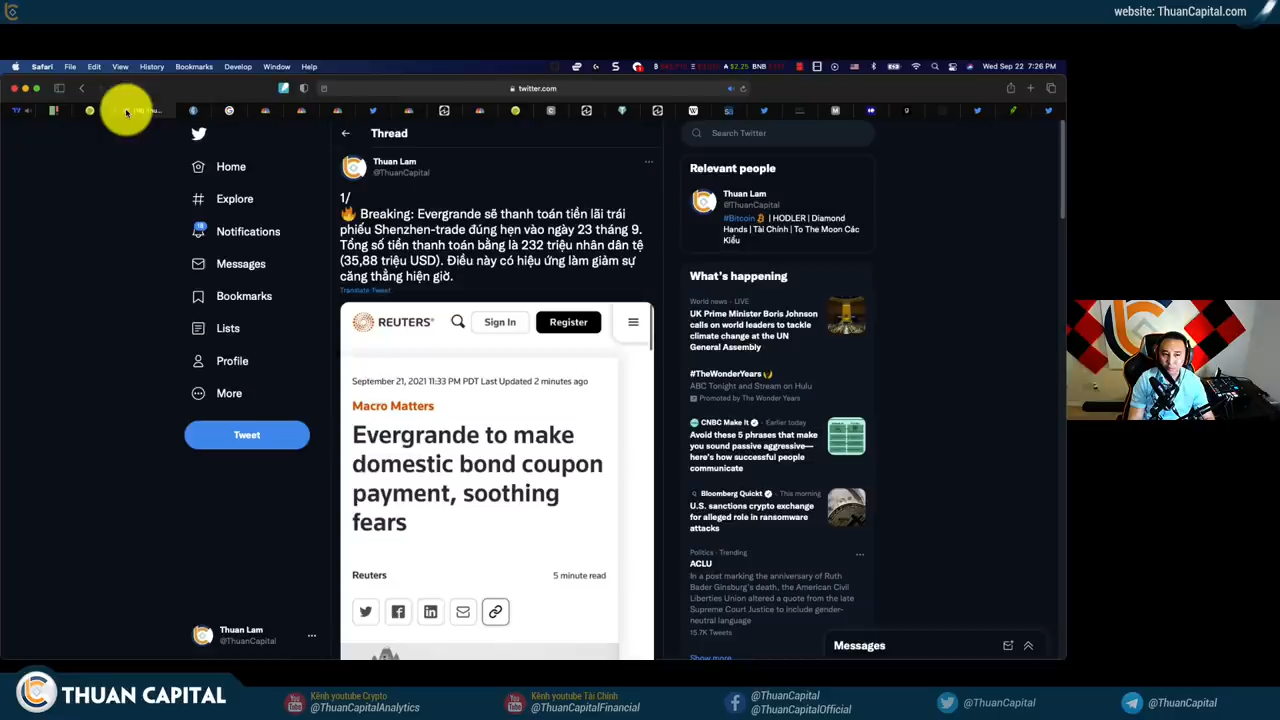 website: ThuanCapital.com
Safari File Edit View History Bookmarks Develop Window Help
$2.25 BNB
Wed Sep 22 7:26 PM
twitter.com
Thread
Search Twitter
Home
Explore
18
Notifications
Messages
Bookmarks
Lists
Profile
More
Tweet
Thuan Lam
@ThuanCapital
Thuan Lam
@ThuanCapital
1/
🔥 Breaking: Evergrande sẽ thanh toán tiền lãi trái
phiếu Shenzhen-trade đúng hẹn vào ngày 23 tháng 9.
Tổng số tiền thanh toán bằng là 232 triệu nhân dân tệ
(35,88 triệu USD). Điều này có hiệu ứng làm giảm sự
căng thẳng hiện giờ.
Translate Tweet
REUTERS
Sign In
Register
September 21, 2021 11:33 PM PDT Last Updated 2 minutes ago
Macro Matters
Evergrande to make
domestic bond coupon
payment, soothing
fears
Reuters
5 minute read
Relevant people
Thuan Lam
@ThuanCapital
#Bitcoin | HODLER | Diamond
Hands | Tài Chính | To The Moon Các
Kiểu
What's happening
World news · LIVE
UK Prime Minister Boris Johnson
calls on world leaders to tackle
climate change at the UN
General Assembly
#TheWonderYears
ABC Tonight and Stream on Hulu
Promoted by The Wonder Years
CNBC Make It · Earlier today
Avoid these 5 phrases that make
you sound passive aggressive—
here's how successful people
communicate
Bloomberg Quickt · This morning
U.S. sanctions crypto exchange
for alleged role in ransomware
attacks
Politics · Trending
ACLU
In a post marking the anniversary of Ruth
Bader Ginsburg's death, the American Civil
Liberties Union altered a quote from the late
Supreme Court Justice to include gender-
neutral language
15.7K Tweets
Show more
Messages
THUAN CAPITAL
Kênh youtube Crypto
@ThuanCapitalAnalytics
Kênh youtube Tài Chính
@ThuanCapitalFinancial
@ThuanCapital
@ThuanCapitalOfficial
@ThuanCapital
@ThuanCapital